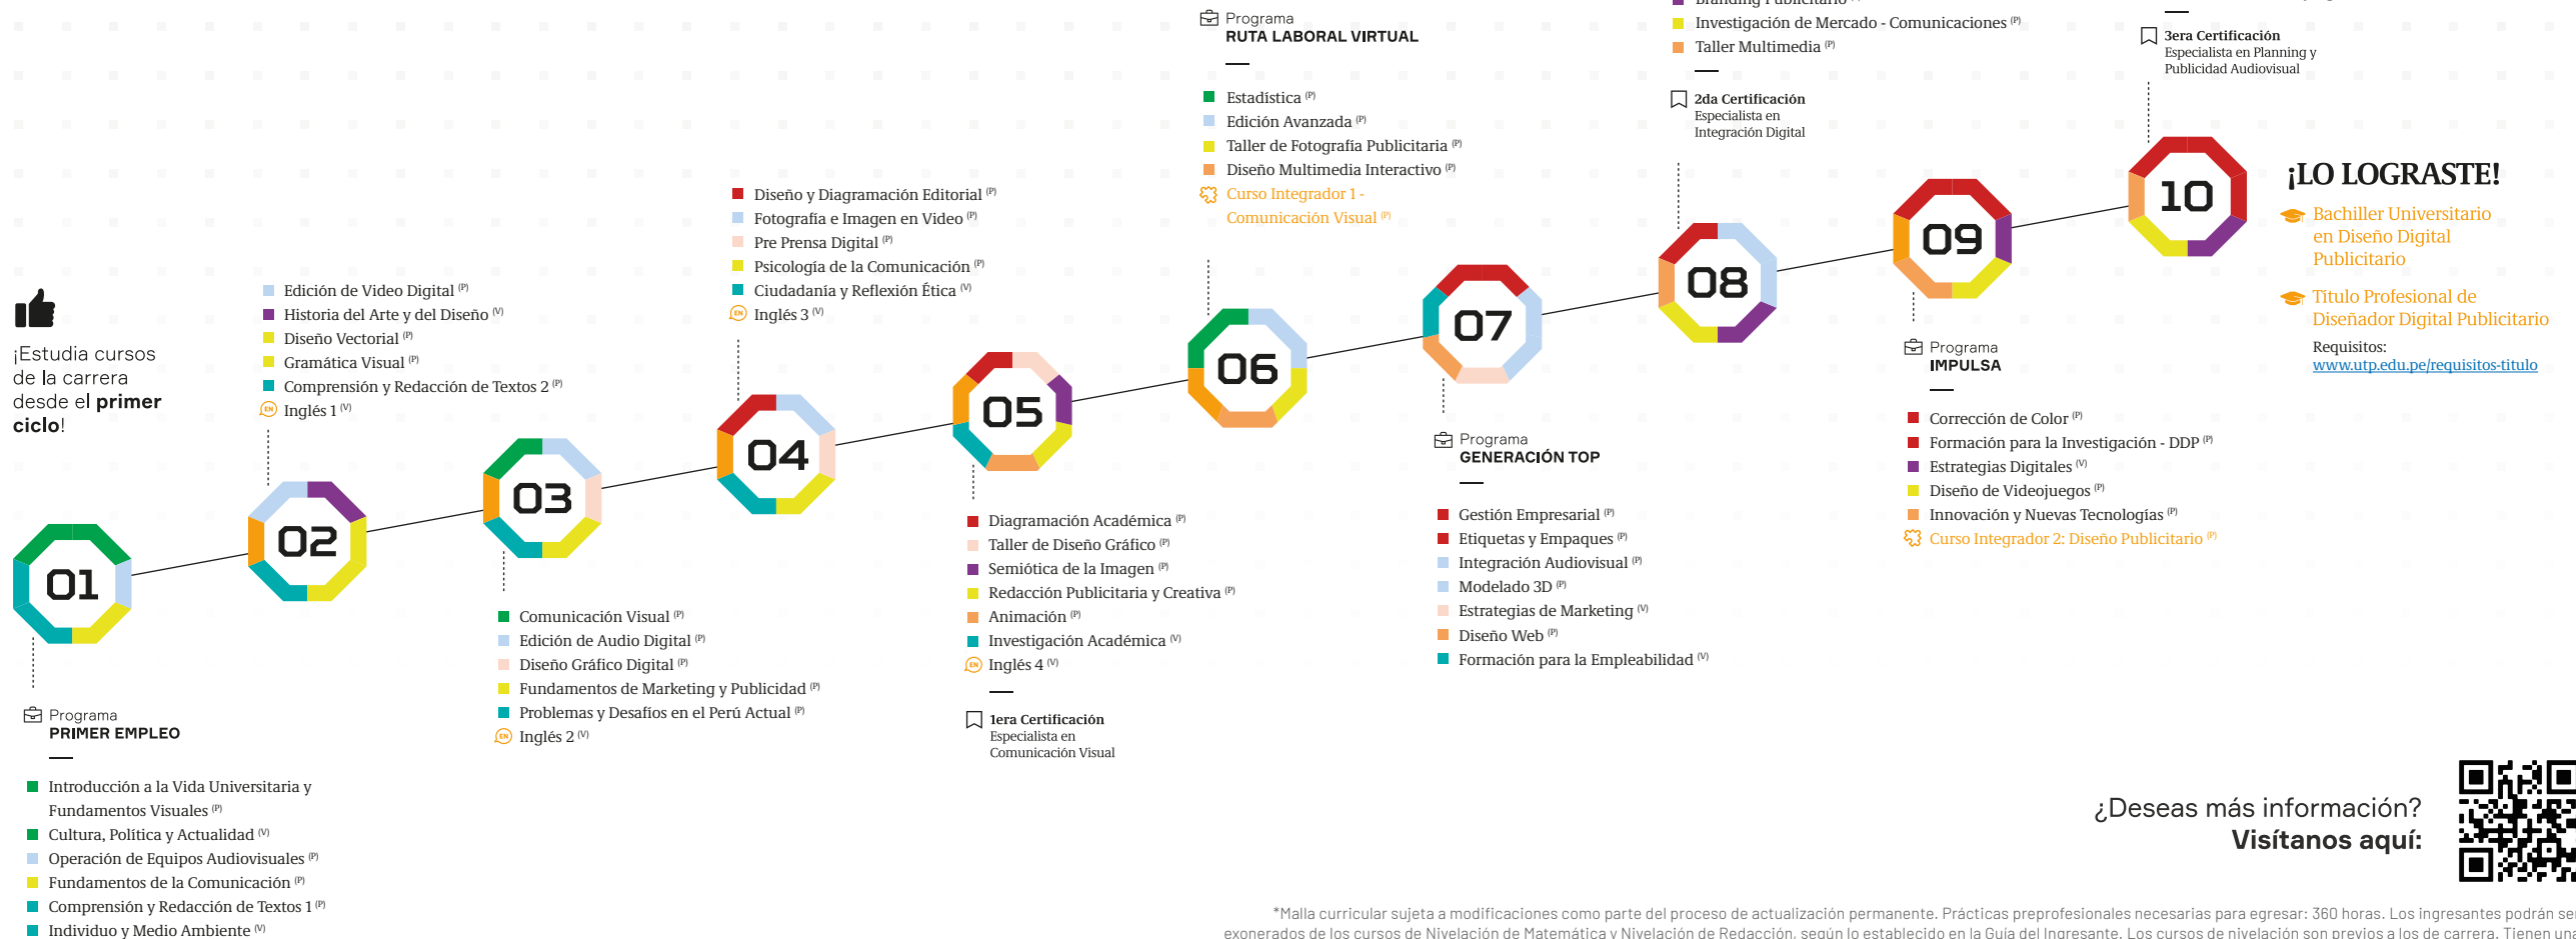 ¡Estudia cursos
de la carrera
desde el primer
ciclo!
01
Programa
PRIMER EMPLEO
Introducción a la Vida Universitaria y
Fundamentos Visuales (P)
Cultura, Política y Actualidad (V)
Operación de Equipos Audiovisuales (P)
Fundamentos de la Comunicación (P)
Comprensión y Redacción de Textos 1 (P)
Individuo y Medio Ambiente (V)
Edición de Video Digital (P)
Historia del Arte y del Diseño (V)
Diseño Vectorial (P)
Gramática Visual (P)
Comprensión y Redacción de Textos 2 (P)
EN Inglés 1 (V)
02
03
Comunicación Visual (P)
Edición de Audio Digital (P)
Diseño Gráfico Digital (P)
Fundamentos de Marketing y Publicidad (P)
Problemas y Desafíos en el Perú Actual (P)
EN Inglés 2 (V)
Diseño y Diagramación Editorial (P)
Fotografía e Imagen en Video (P)
Pre Prensa Digital (P)
Psicología de la Comunicación (P)
Ciudadanía y Reflexión Ética (V)
EN Inglés 3 (V)
04
05
Diagramación Académica (P)
Taller de Diseño Gráfico (P)
Semiótica de la Imagen (P)
Redacción Publicitaria y Creativa (P)
Animación (P)
Investigación Académica (V)
EN Inglés 4 (V)
1era Certificación
Especialista en
Comunicación Visual
Programa
RUTA LABORAL VIRTUAL
Estadística (P)
Edición Avanzada (P)
Taller de Fotografía Publicitaria (P)
Diseño Multimedia Interactivo (P)
Curso Integrador 1 -
Comunicación Visual (P)
06
07
Programa
GENERACIÓN TOP
Gestión Empresarial (P)
Etiquetas y Empaques (P)
Integración Audiovisual (P)
Modelado 3D (P)
Estrategias de Marketing (V)
Diseño Web (P)
Formación para la Empleabilidad (V)
Branding Publicitario
Investigación de Mercado - Comunicaciones (P)
Taller Multimedia (P)
2da Certificación
Especialista en
Integración Digital
08
09
Programa
IMPULSA
Corrección de Color (P)
Formación para la Investigación - DDP (P)
Estrategias Digitales (V)
Diseño de Videojuegos (P)
Innovación y Nuevas Tecnologías (P)
Curso Integrador 2: Diseño Publicitario (P)
3era Certificación
Especialista en Planning y
Publicidad Audiovisual
10
¡LO LOGRASTE!
Bachiller Universitario
en Diseño Digital
Publicitario
Título Profesional de
Diseñador Digital Publicitario
Requisitos:
www.utp.edu.pe/requisitos-titulo
¿Deseas más información?
Visítanos aquí:
*Malla curricular sujeta a modificaciones como parte del proceso de actualización permanente. Prácticas preprofesionales necesarias para egresar: 360 horas. Los ingresantes podrán ser
exonerados de los cursos de Nivelación de Matemática y Nivelación de Redacción, según lo establecido en la Guía del Ingresante. Los cursos de nivelación son previos a los de carrera. Tienen una